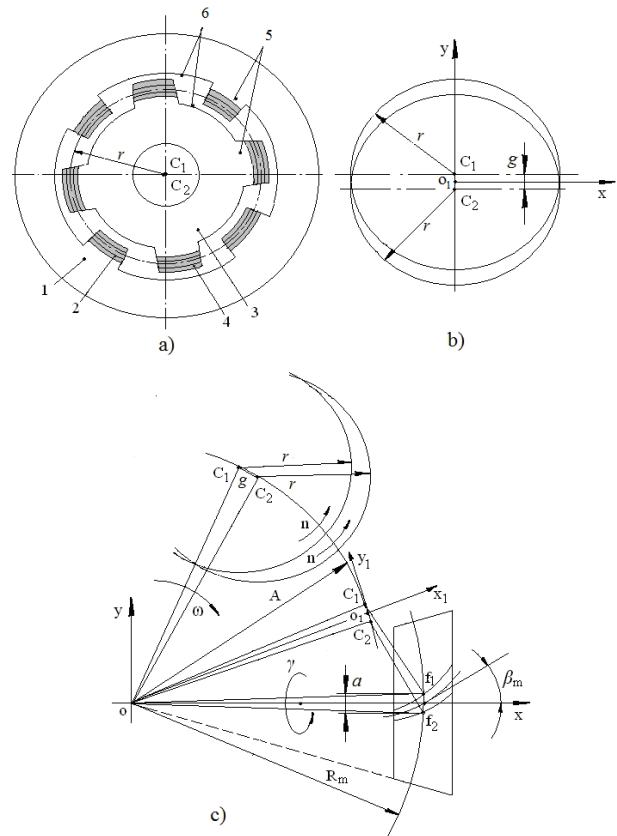 6
5
r
C₁
C₂
1
2
4
3
a)
y
r
C₁
g
o₁
C₂
x
r
b)
C₁
r
g
C₂
r
n
n
y₁
A
C₁
x₁
y
ω
o₁
C₂
γ
a
f₁
βₘ
o
f₂
x
Rₘ
c)